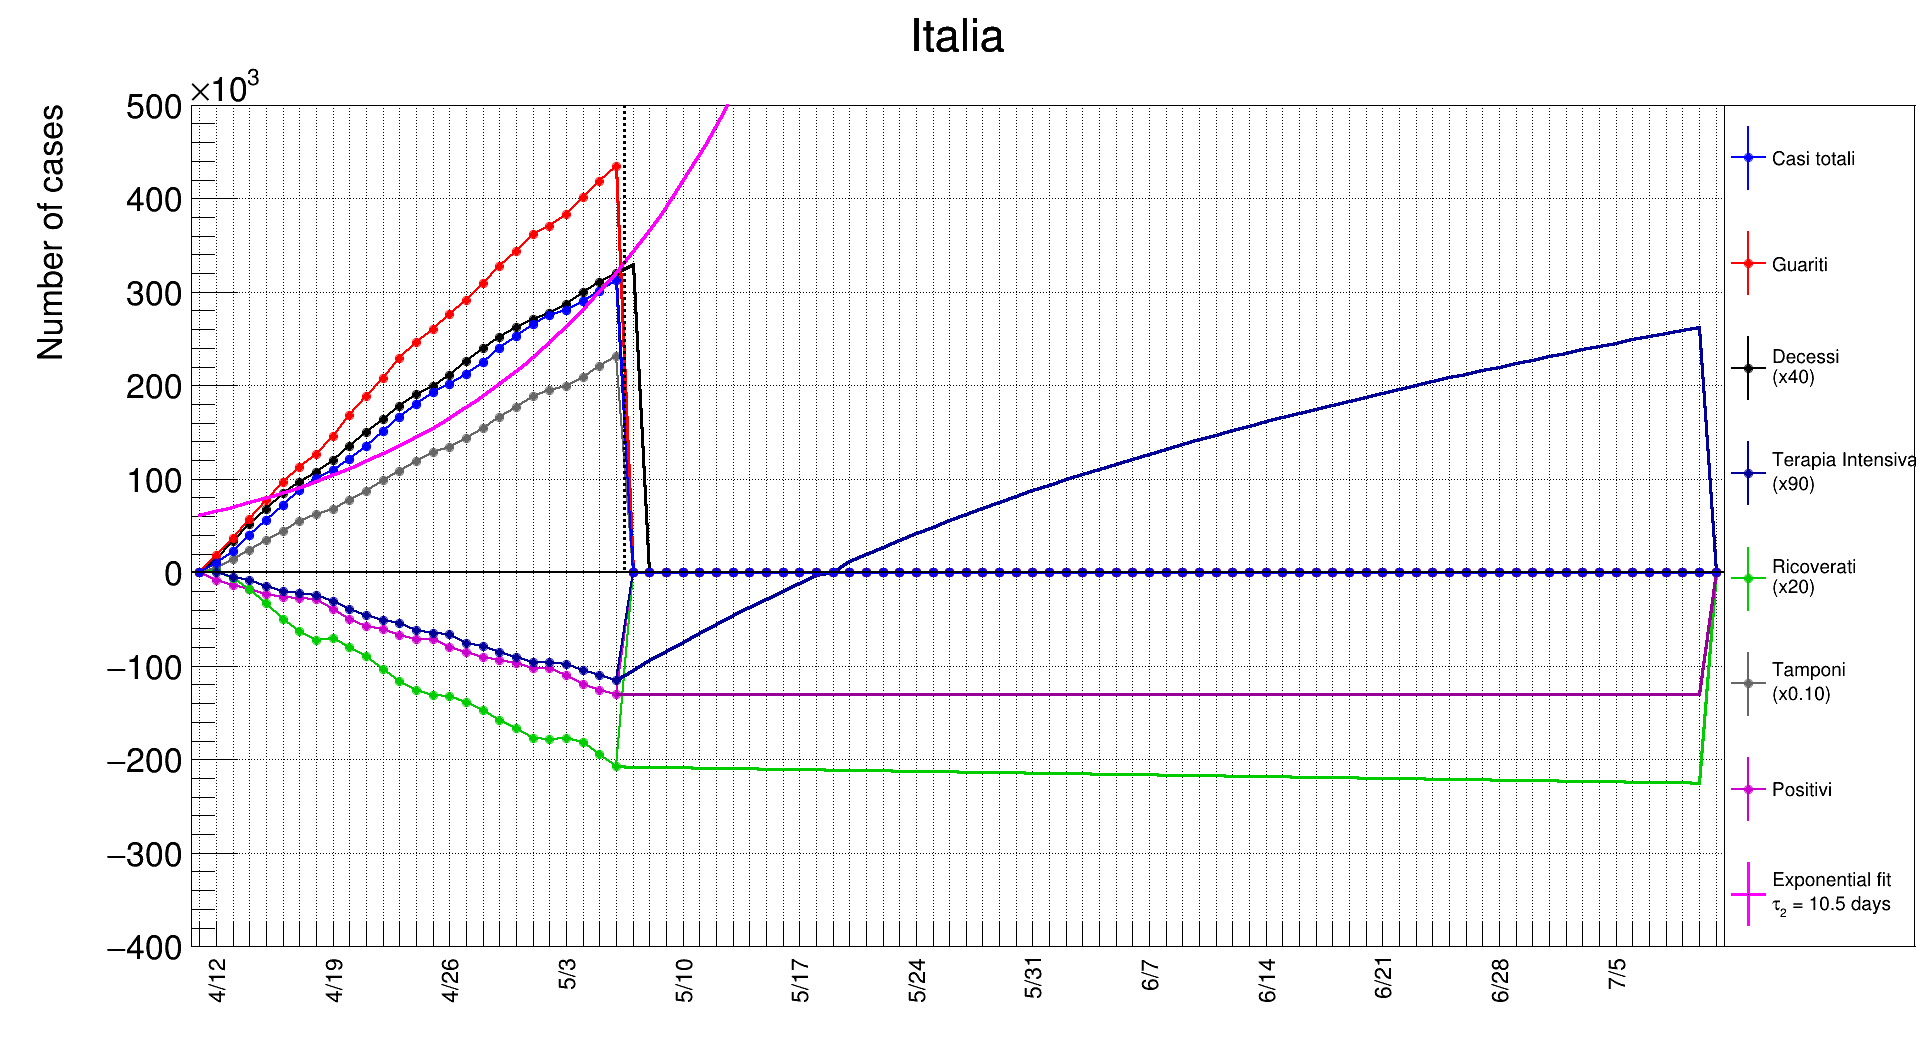 Italia
×10³
Number of cases
500
400
300
200
100
0
−100
−200
−300
−400
4/12
4/19
4/26
5/3
5/10
5/17
5/24
5/31
6/7
6/14
6/21
6/28
7/5
Casi totali
Guariti
Decessi
(x40)
Terapia Intensiva
(x90)
Ricoverati
(x20)
Tamponi
(x0.10)
Positivi
Exponential fit
τ₂ = 10.5 days